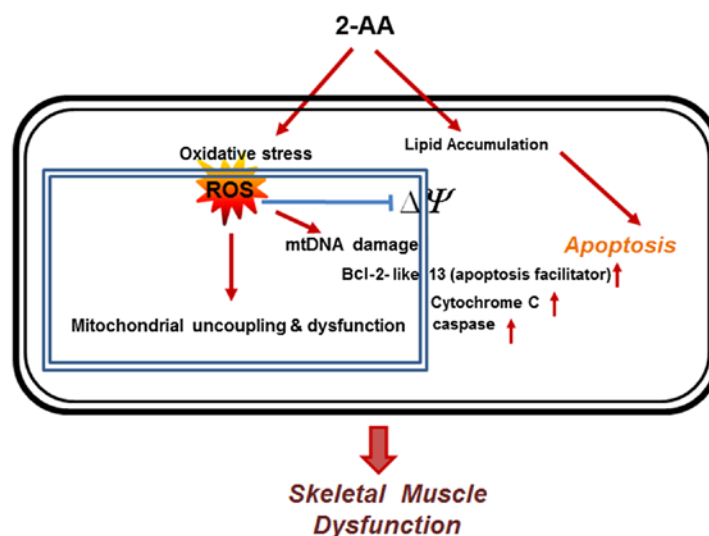 2-AA
Oxidative stress
Lipid Accumulation
ROS
ΔΨ
mtDNA damage
Apoptosis
Bcl-2-like 13 (apoptosis facilitator)
Cytochrome C
Mitochondrial uncoupling & dysfunction
caspase
Skeletal Muscle
Dysfunction